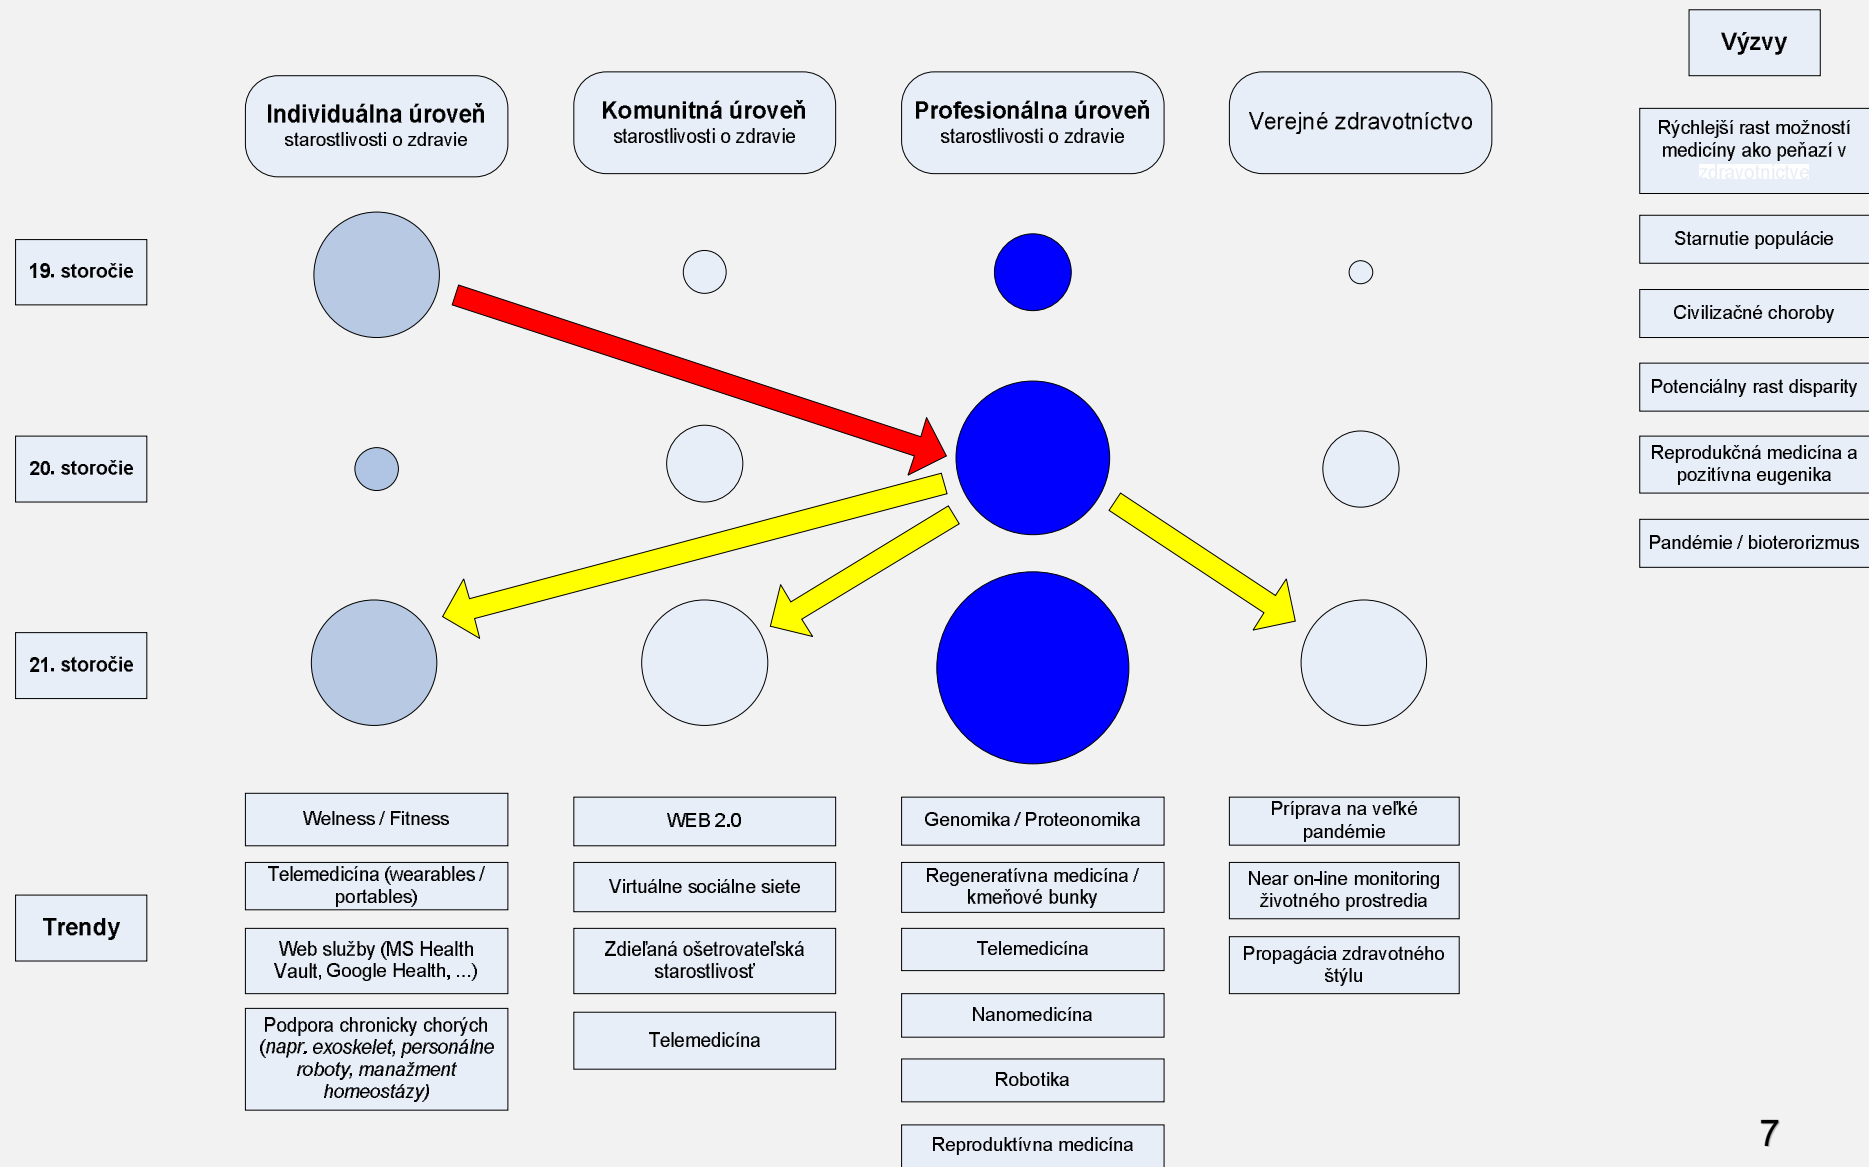 Výzvy
Individuálna úroveň
starostlivosti o zdravie
Komunitná úroveň
starostlivosti o zdravie
Profesionálna úroveň
starostlivosti o zdravie
Verejné zdravotníctvo
Rýchlejší rast možností
medicíny ako peňazí v
zdravotníctve
Starnutie populácie
Civilizačné choroby
Potenciálny rast disparity
Reprodukčná medicína a
pozitívna eugenika
Pandémie / bioterorizmus
19. storočie
20. storočie
21. storočie
Trendy
Welness / Fitness
Telemedicína (wearables /
portables)
Web služby (MS Health
Vault, Google Health, ...)
Podpora chronicky chorých
(napr. exoskelet, personálne
roboty, manažment
homeostázy)
WEB 2.0
Virtuálne sociálne siete
Zdieľaná ošetrovateľská
starostlivosť
Telemedicína
Genomika / Proteonomika
Regeneratívna medicína /
kmeňové bunky
Telemedicína
Nanomedicína
Robotika
Reproduktívna medicína
Príprava na veľké
pandémie
Near on-line monitoring
životného prostredia
Propagácia zdravotného
štýlu
7